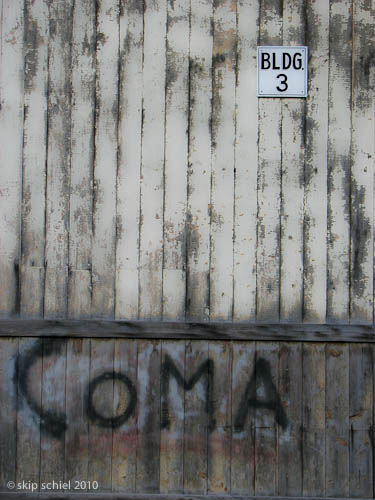 BLDG.
3
COMA
© skip schiel 2010